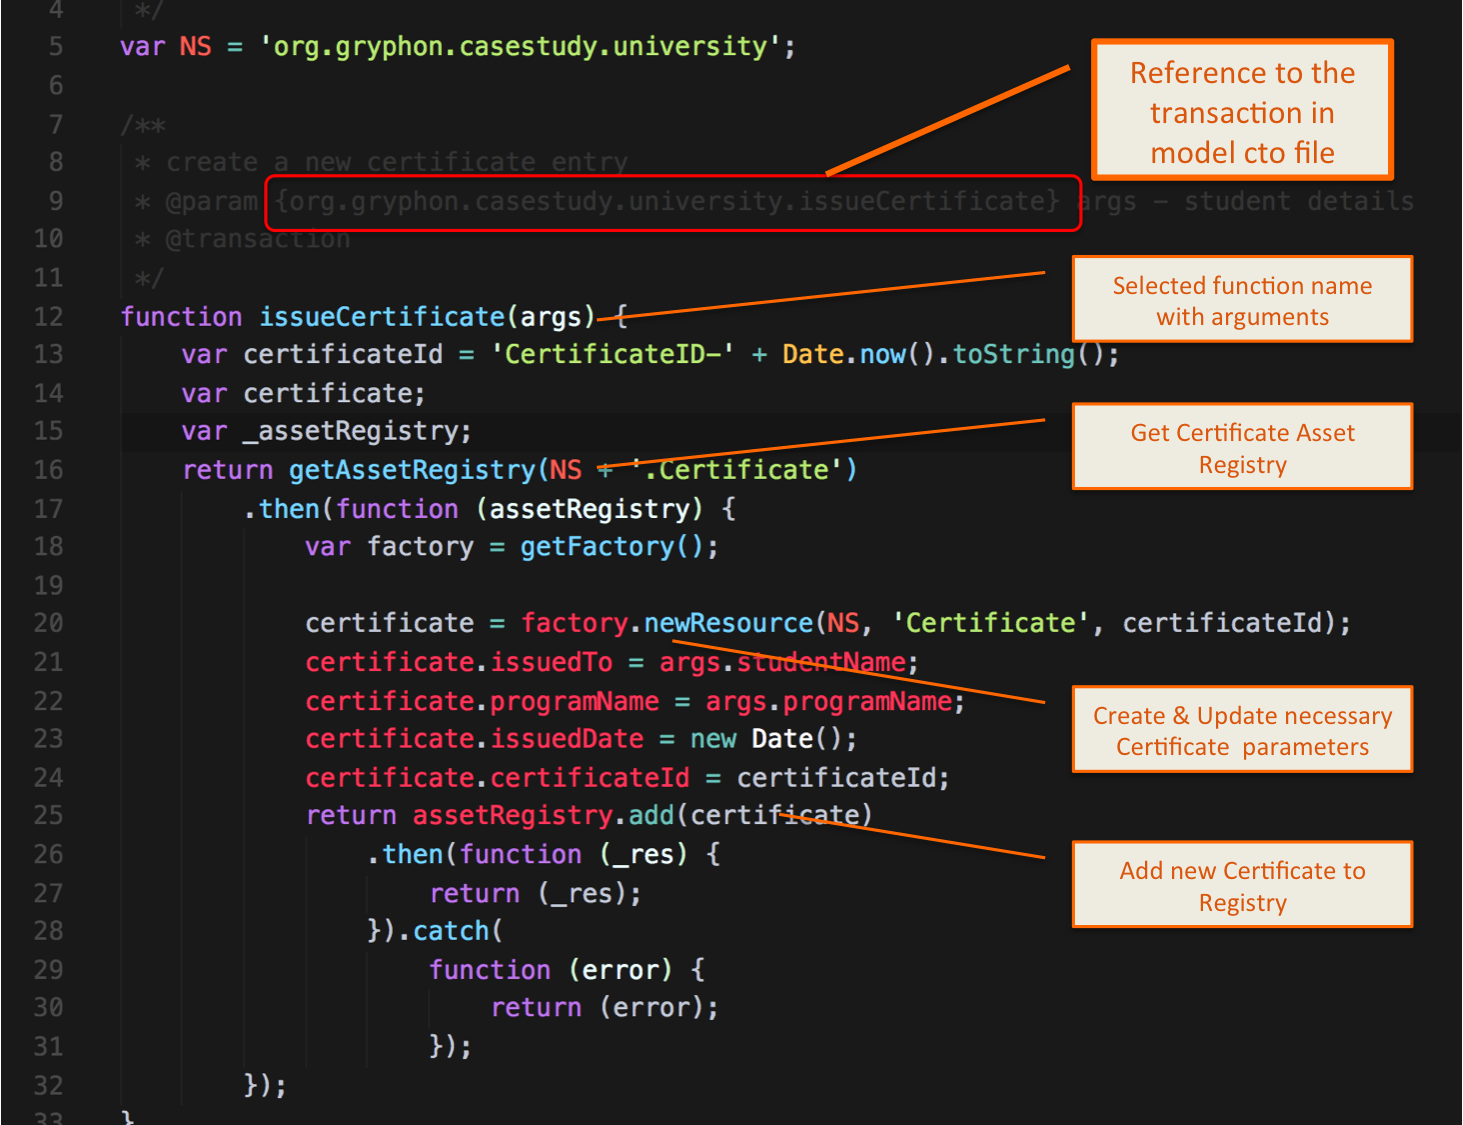 4 */
5 var NS = 'org.gryphon.casestudy.university';
6
7 /**
8 * create a new certificate entry
9 * @param {org.gryphon.casestudy.university.issueCertificate} args – student details
10 * @transaction
11 */
12 function issueCertificate(args) {
13 var certificateId = 'CertificateID-' + Date.now().toString();
14 var certificate;
15 var _assetRegistry;
16 return getAssetRegistry(NS + '.Certificate')
17 .then(function (assetRegistry) {
18 var factory = getFactory();
19
20 certificate = factory.newResource(NS, 'Certificate', certificateId);
21 certificate.issuedTo = args.studentName;
22 certificate.programName = args.programName;
23 certificate.issuedDate = new Date();
24 certificate.certificateId = certificateId;
25 return assetRegistry.add(certificate)
26 .then(function (_res) {
27 return (_res);
28 }).catch(
29 function (error) {
30 return (error);
31 });
32 });
33 }
Reference to the
transaction in
model cto file
Selected function name
with arguments
Get Certificate Asset
Registry
Create & Update necessary
Certificate parameters
Add new Certificate to
Registry